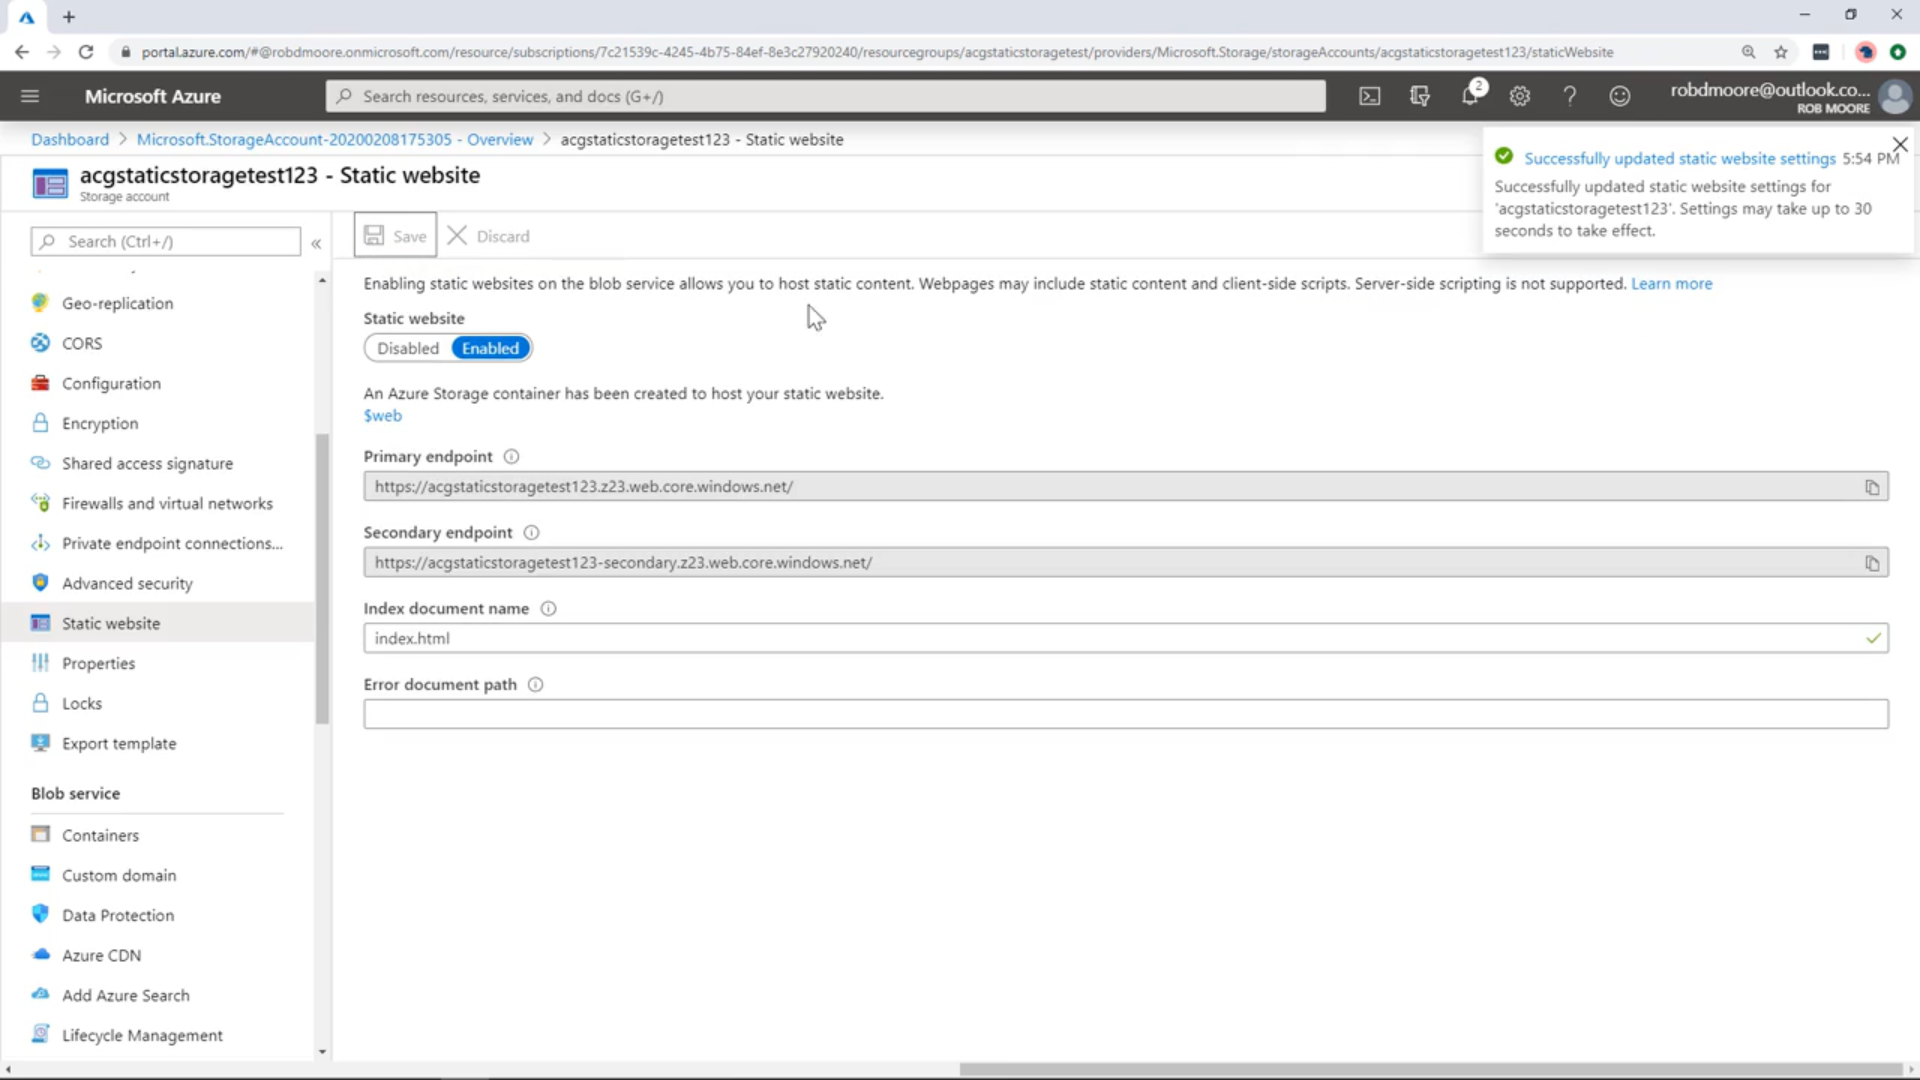 portal.azure.com/#@robdmoore.onmicrosoft.com/resource/subscriptions/7c21539c-4245-4b75-84ef-8e3c27920240/resourcegroups/acgstaticstoragetest/providers/Microsoft.Storage/storageAccounts/acgstaticstoragetest123/staticWebsite
Microsoft Azure
Search resources, services, and docs (G+/)
2
robdmoore@outlook.co...
ROB MOORE
Dashboard > Microsoft.StorageAccount-20200208175305 - Overview > acgstaticstoragetest123 - Static website
Successfully updated static website settings 5:54 PM
Successfully updated static website settings for
'acgstaticstoragetest123'. Settings may take up to 30
seconds to take effect.
acgstaticstoragetest123 - Static website
Storage account
Search (Ctrl+/)
«
Geo-replication
CORS
Configuration
Encryption
Shared access signature
Firewalls and virtual networks
Private endpoint connections...
Advanced security
Static website
Properties
Locks
Export template
Blob service
Containers
Custom domain
Data Protection
Azure CDN
Add Azure Search
Lifecycle Management
Save
Discard
Enabling static websites on the blob service allows you to host static content. Webpages may include static content and client-side scripts. Server-side scripting is not supported. Learn more
Static website
Disabled Enabled
An Azure Storage container has been created to host your static website.
$web
Primary endpoint
https://acgstaticstoragetest123.z23.web.core.windows.net/
Secondary endpoint
https://acgstaticstoragetest123-secondary.z23.web.core.windows.net/
Index document name
index.html
Error document path